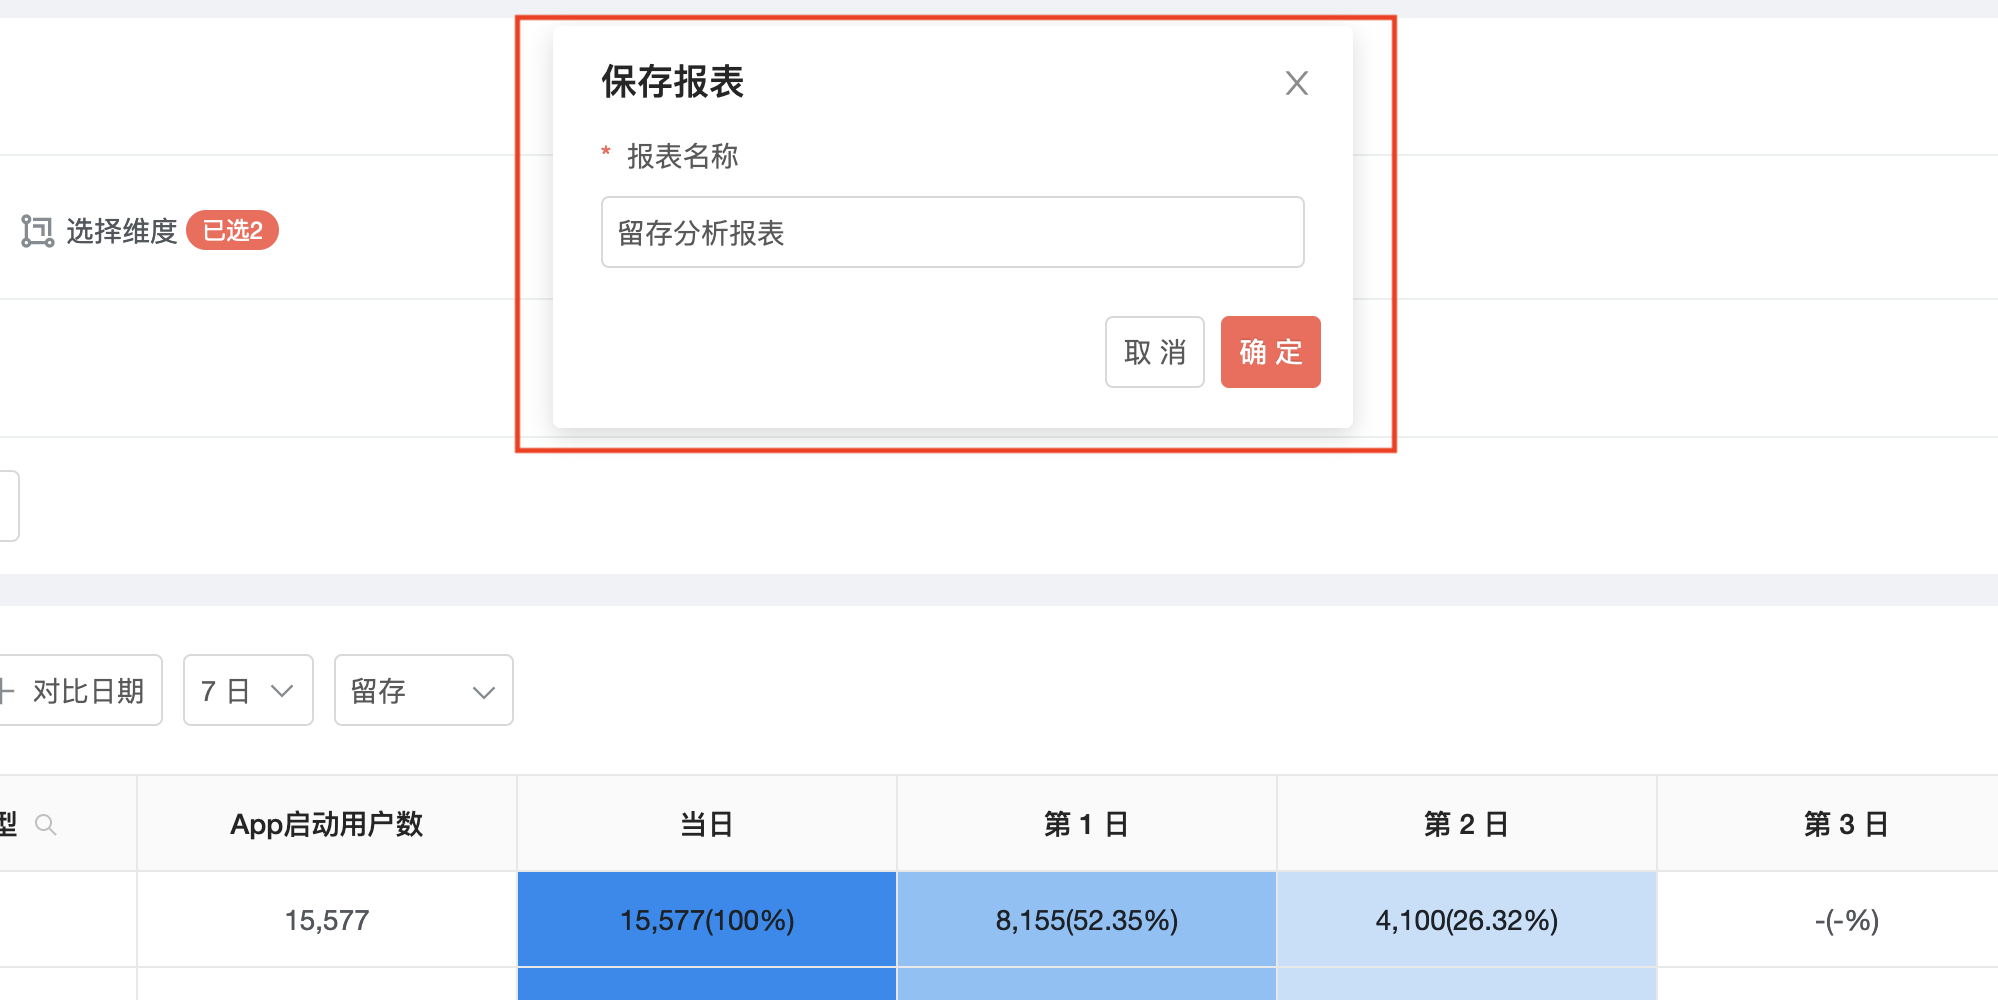 保存报表
* 报表名称
选择维度 已选2
留存分析报表
取 消 确 定
对比日期 7 日 留存
型 App启动用户数 当日 第 1 日 第 2 日 第 3 日
15,577 15,577(100%) 8,155(52.35%) 4,100(26.32%) -(-%)